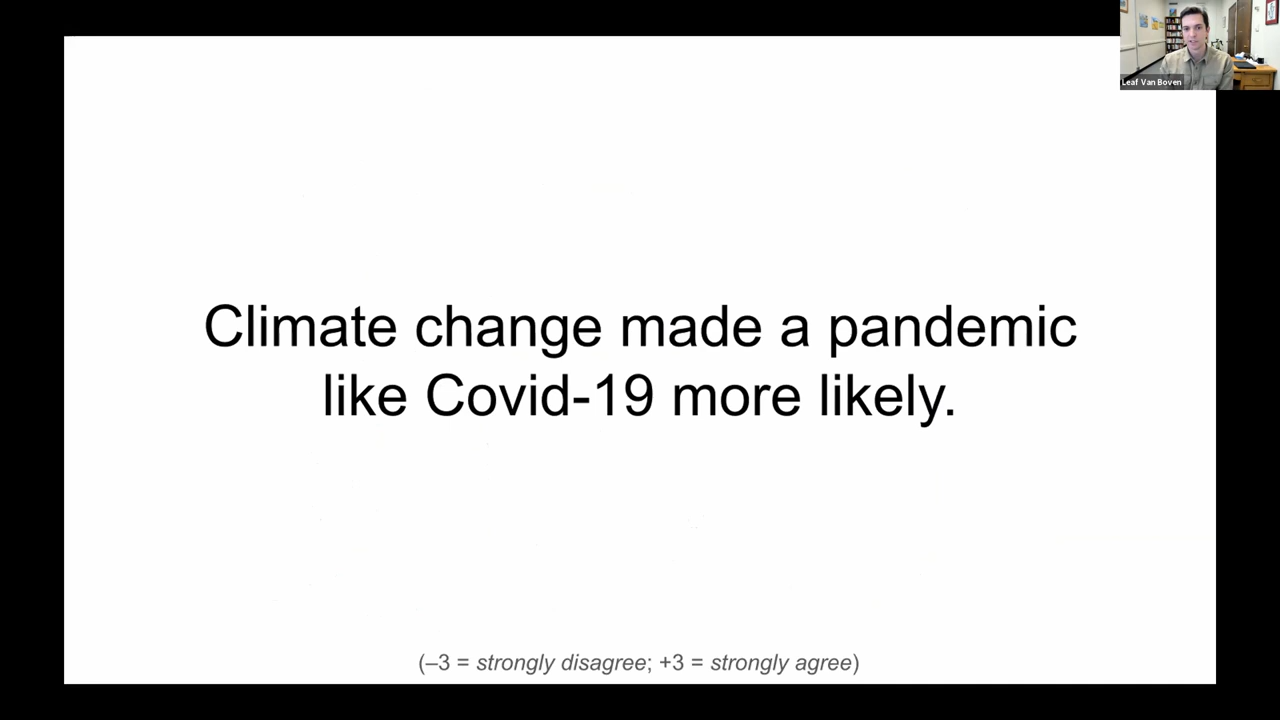 Leaf Van Boven
Climate change made a pandemic
like Covid-19 more likely.
(–3 = strongly disagree; +3 = strongly agree)